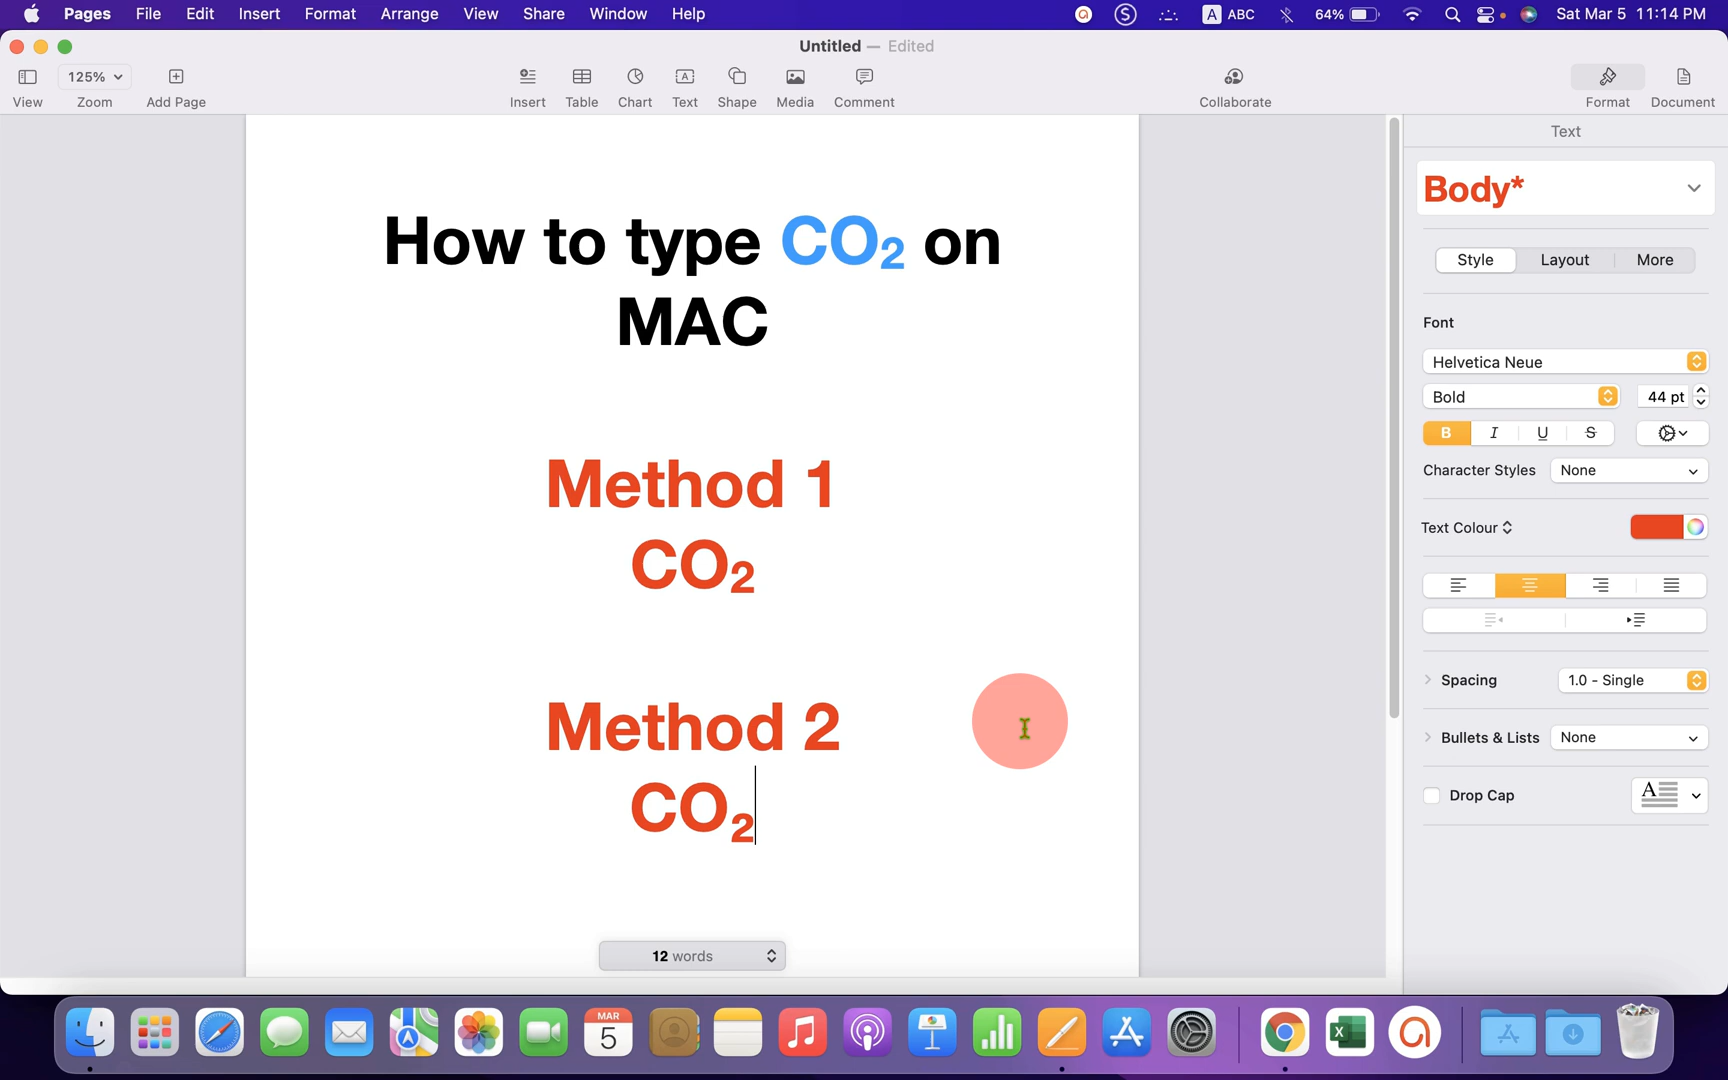 Pages File Edit Insert Format Arrange View Share Window Help A ABC 64% Sat Mar 5 11:14 PM
Untitled — Edited
125%
View Zoom Add Page Insert Table Chart Text Shape Media Comment Collaborate Format Document
Text
Body*
Style Layout More
Font
Helvetica Neue
Bold 44 pt
B I U S
Character Styles None
Text Colour
Spacing 1.0 - Single
Bullets & Lists None
Drop Cap A
How to type CO₂ on
MAC
Method 1
CO₂
Method 2
CO₂
12 words
MAR
5